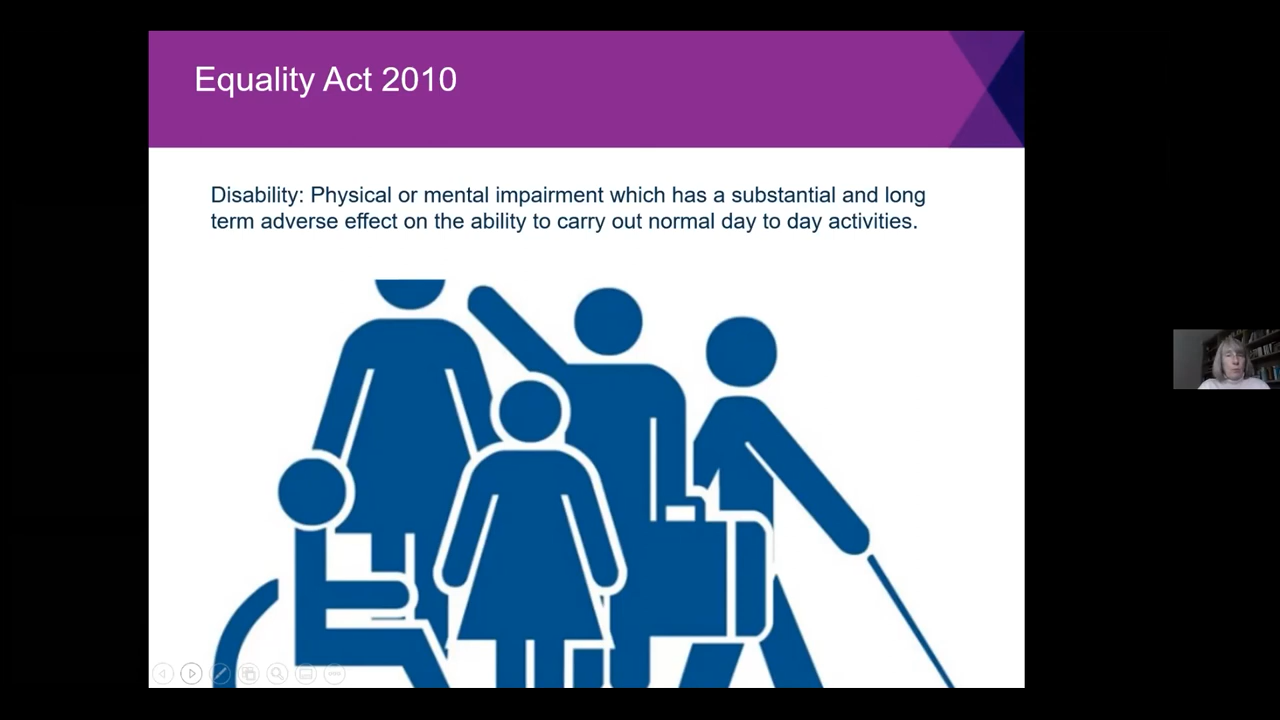 Equality Act 2010
Disability: Physical or mental impairment which has a substantial and long
term adverse effect on the ability to carry out normal day to day activities.